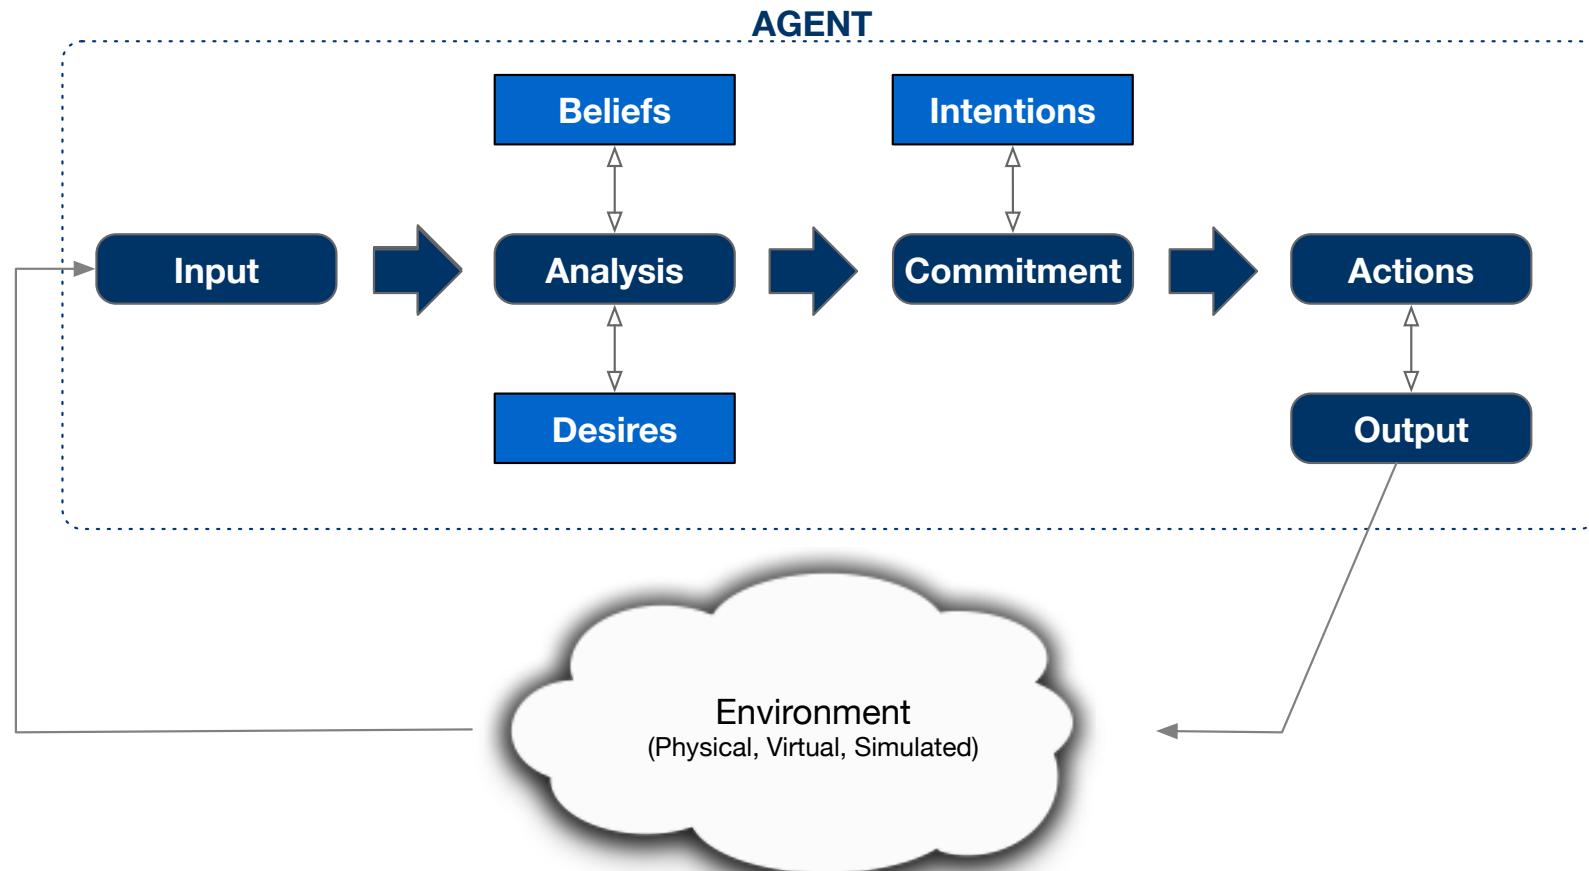 AGENT
Beliefs
Intentions
Input
Analysis
Commitment
Actions
Desires
Output
Environment
(Physical, Virtual, Simulated)